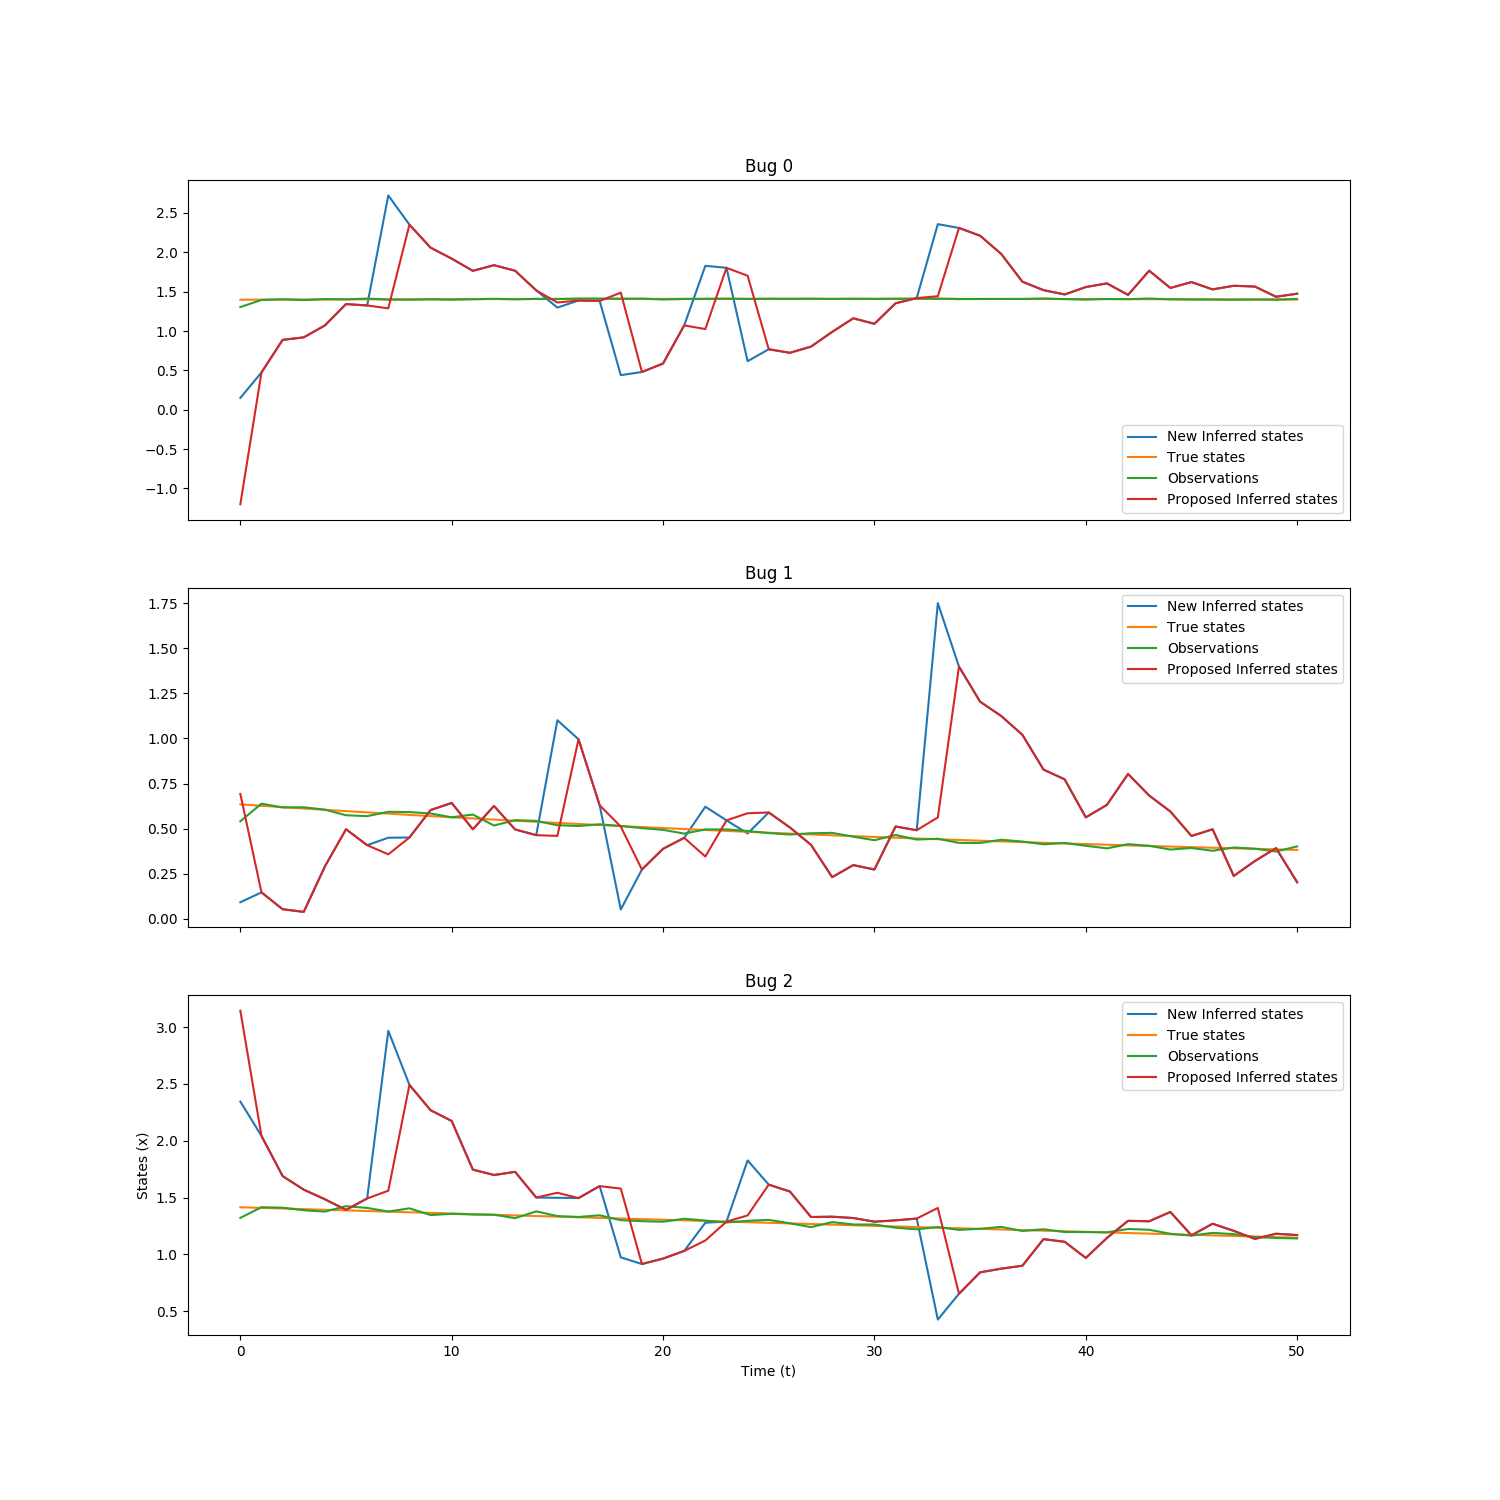 Bug 0
2.5
2.0
1.5
1.0
0.5
0.0
−0.5
−1.0
New Inferred states
True states
Observations
Proposed Inferred states
Bug 1
1.75
1.50
1.25
1.00
0.75
0.50
0.25
0.00
New Inferred states
True states
Observations
Proposed Inferred states
Bug 2
3.0
2.5
2.0
1.5
1.0
0.5
States (x)
New Inferred states
True states
Observations
Proposed Inferred states
0 10 20 30 40 50
Time (t)